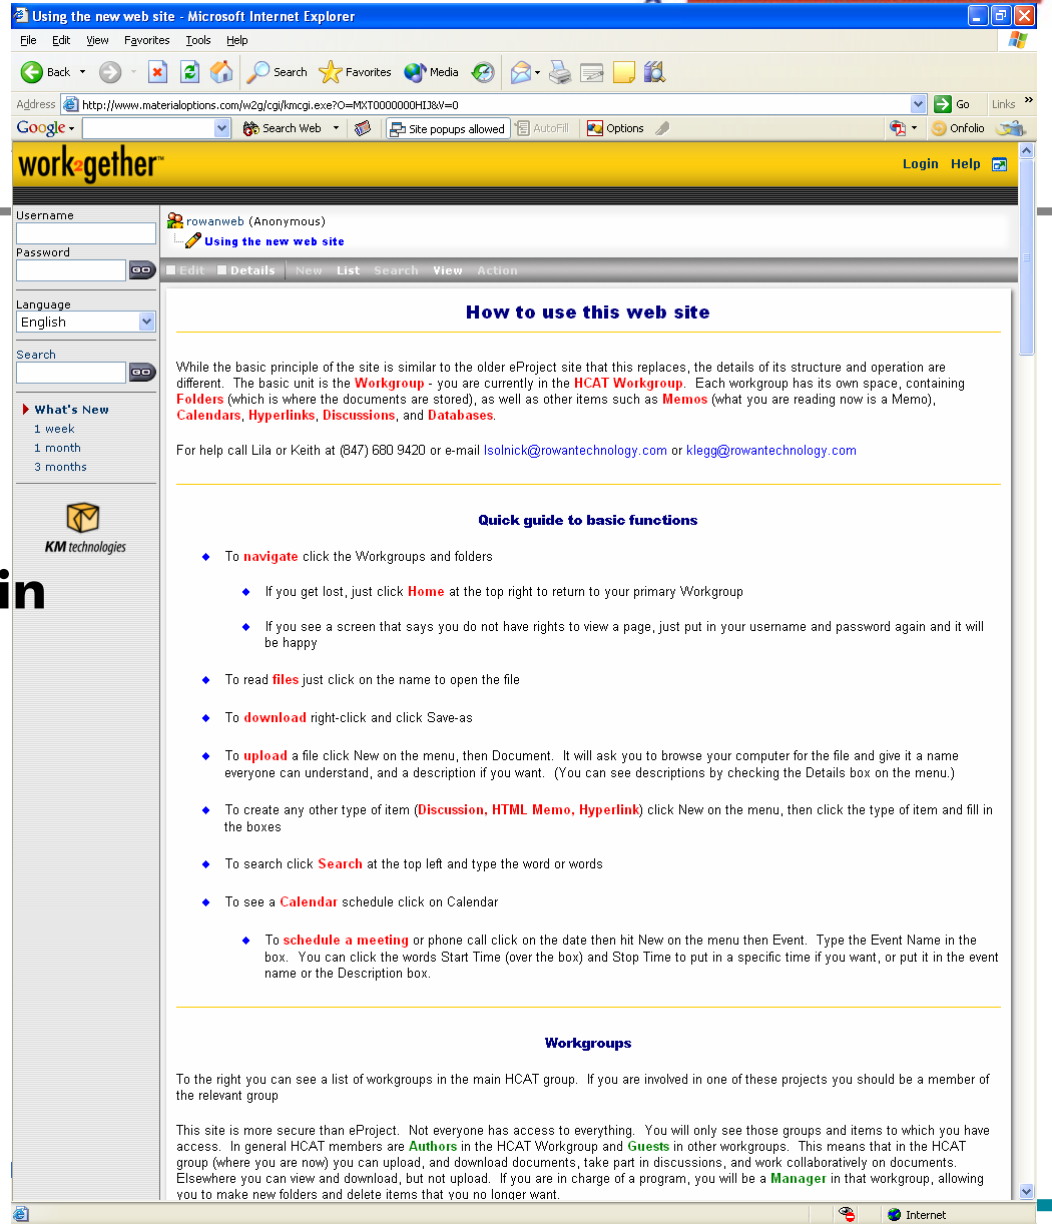 Using the new web site - Microsoft Internet Explorer
File Edit View Favorites Tools Help
Back Search Favorites Media
Address http://www.materialoptions.com/w2g/cgi/kmcgi.exe?O=MXT0000000HIJ&V=0 Go Links »
Google Search Web Site popups allowed AutoFill Options Onfolio
work2gether™ Login Help
Username
rowanweb (Anonymous)
Using the new web site
Password
GO
Edit Details New List Search View Action
Language
English
Search
GO
What's New
1 week
1 month
3 months
KM technologies
in
How to use this web site
While the basic principle of the site is similar to the older eProject site that this replaces, the details of its structure and operation are
different. The basic unit is the Workgroup - you are currently in the HCAT Workgroup. Each workgroup has its own space, containing
Folders (which is where the documents are stored), as well as other items such as Memos (what you are reading now is a Memo),
Calendars, Hyperlinks, Discussions, and Databases.
For help call Lila or Keith at (847) 680 9420 or e-mail lsolnick@rowantechnology.com or klegg@rowantechnology.com
Quick guide to basic functions
To navigate click the Workgroups and folders
If you get lost, just click Home at the top right to return to your primary Workgroup
If you see a screen that says you do not have rights to view a page, just put in your username and password again and it will
be happy
To read files just click on the name to open the file
To download right-click and click Save-as
To upload a file click New on the menu, then Document. It will ask you to browse your computer for the file and give it a name
everyone can understand, and a description if you want. (You can see descriptions by checking the Details box on the menu.)
To create any other type of item (Discussion, HTML Memo, Hyperlink) click New on the menu, then click the type of item and fill in
the boxes
To search click Search at the top left and type the word or words
To see a Calendar schedule click on Calendar
To schedule a meeting or phone call click on the date then hit New on the menu then Event. Type the Event Name in the
box. You can click the words Start Time (over the box) and Stop Time to put in a specific time if you want, or put it in the event
name or the Description box.
Workgroups
To the right you can see a list of workgroups in the main HCAT group. If you are involved in one of these projects you should be a member of
the relevant group
This site is more secure than eProject. Not everyone has access to everything. You will only see those groups and items to which you have
access. In general HCAT members are Authors in the HCAT Workgroup and Guests in other workgroups. This means that in the HCAT
group (where you are now) you can upload, and download documents, take part in discussions, and work collaboratively on documents.
Elsewhere you can view and download, but not upload. If you are in charge of a program, you will be a Manager in that workgroup, allowing
you to make new folders and delete items that you no longer want.
Internet